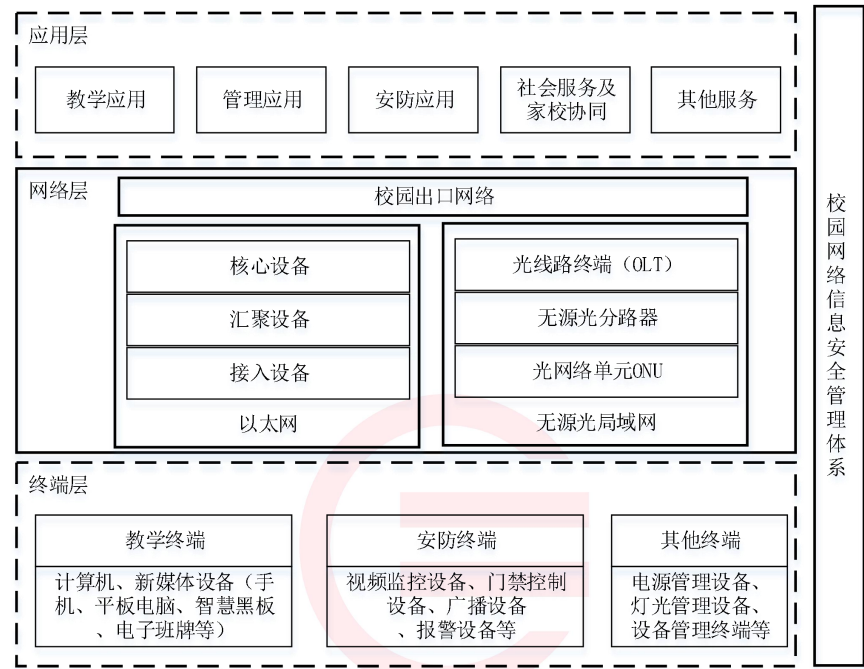 应用层
教学应用
管理应用
安防应用
社会服务及
家校协同
其他服务
网络层
校园出口网络
核心设备
汇聚设备
接入设备
以太网
光线路终端（OLT）
无源光分路器
光网络单元ONU
无源光局域网
终端层
教学终端
计算机、新媒体设备（手
机、平板电脑、智慧黑板
、电子班牌等）
安防终端
视频监控设备、门禁控制
设备、广播设备
、报警设备等
其他终端
电源管理设备、
灯光管理设备、
设备管理终端等
校园网络信息安全管理体系